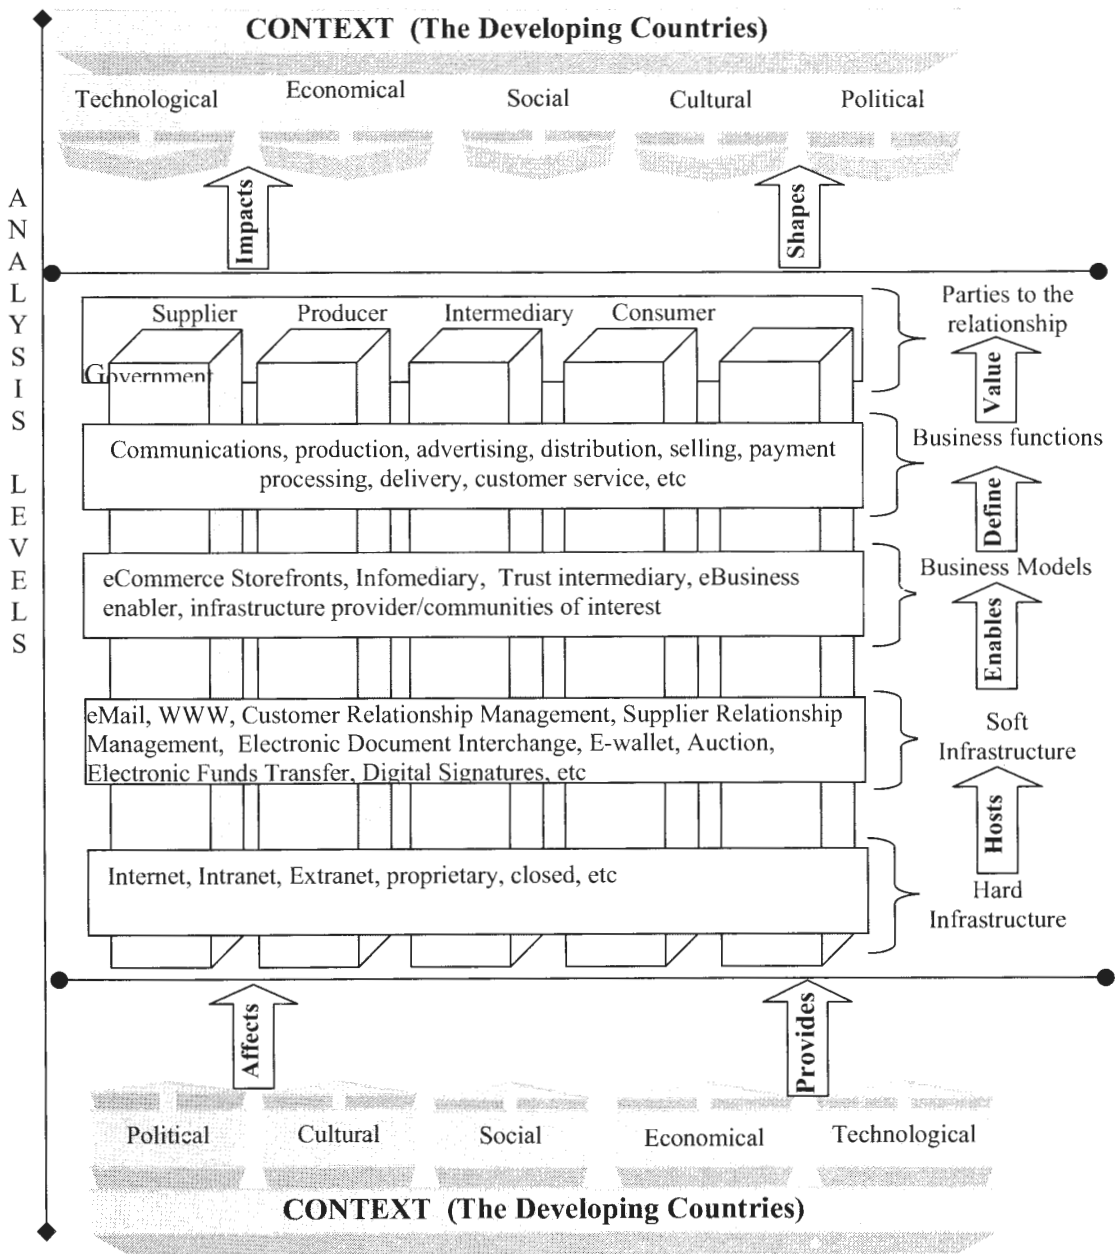 CONTEXT (The Developing Countries)
Technological Economical Social Cultural Political
Impacts Shapes
ANALYSIS LEVELS
Supplier Producer Intermediary Consumer
Government
Parties to the
relationship
Value
Communications, production, advertising, distribution, selling, payment
processing, delivery, customer service, etc
Business functions
Define
eCommerce Storefronts, Infomediary, Trust intermediary, eBusiness
enabler, infrastructure provider/communities of interest
Business Models
Enables
eMail, WWW, Customer Relationship Management, Supplier Relationship
Management, Electronic Document Interchange, E-wallet, Auction,
Electronic Funds Transfer, Digital Signatures, etc
Soft
Infrastructure
Hosts
Internet, Intranet, Extranet, proprietary, closed, etc
Hard
Infrastructure
Affects Provides
Political Cultural Social Economical Technological
CONTEXT (The Developing Countries)